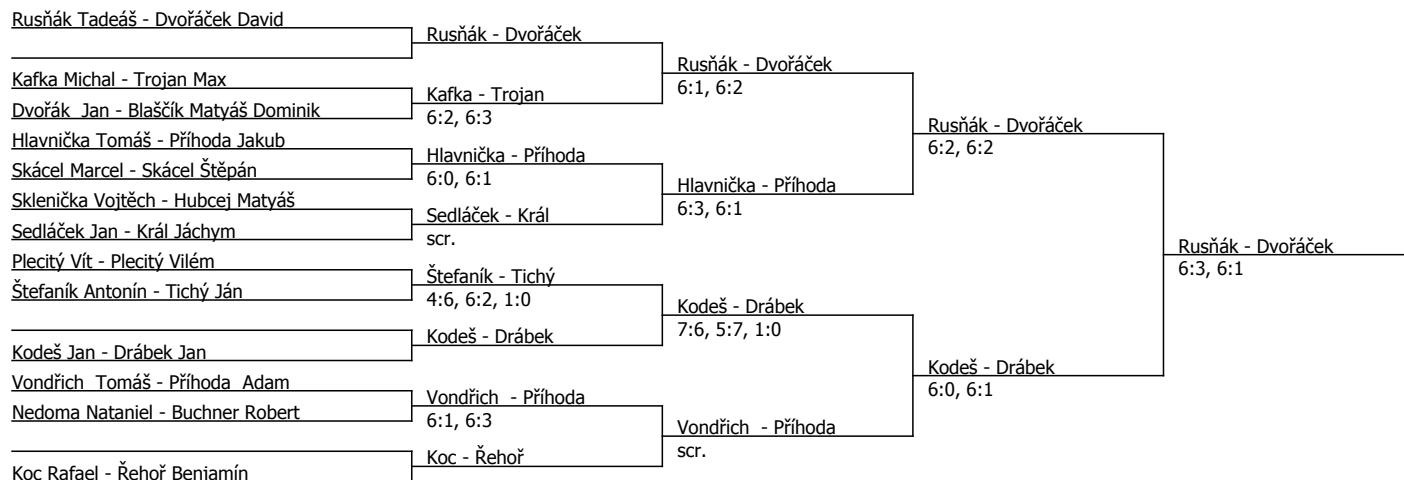 Rusňák Tadeáš - Dvořáček David
Kafka Michal - Trojan Max
Dvořák  Jan - Blaščík Matyáš Dominik
Hlavnička Tomáš - Příhoda Jakub
Skácel Marcel - Skácel Štěpán
Sklenička Vojtěch - Hubcej Matyáš
Sedláček Jan - Král Jáchym
Plecitý Vít - Plecitý Vilém
Štefaník Antonín - Tichý Ján
Kodeš Jan - Drábek Jan
Vondřich  Tomáš - Příhoda  Adam
Nedoma Nataniel - Buchner Robert
Koc Rafael - Řehoř Benjamín
Rusňák - Dvořáček
Kafka - Trojan
6:2, 6:3
Hlavnička - Příhoda
6:0, 6:1
Sedláček - Král
scr.
Štefaník - Tichý
4:6, 6:2, 1:0
Kodeš - Drábek
Vondřich  - Příhoda
6:1, 6:3
Koc - Řehoř
Rusňák - Dvořáček
6:1, 6:2
Hlavnička - Příhoda
6:3, 6:1
Kodeš - Drábek
7:6, 5:7, 1:0
Vondřich  - Příhoda
scr.
Rusňák - Dvořáček
6:2, 6:2
Kodeš - Drábek
6:0, 6:1
Rusňák - Dvořáček
6:3, 6:1